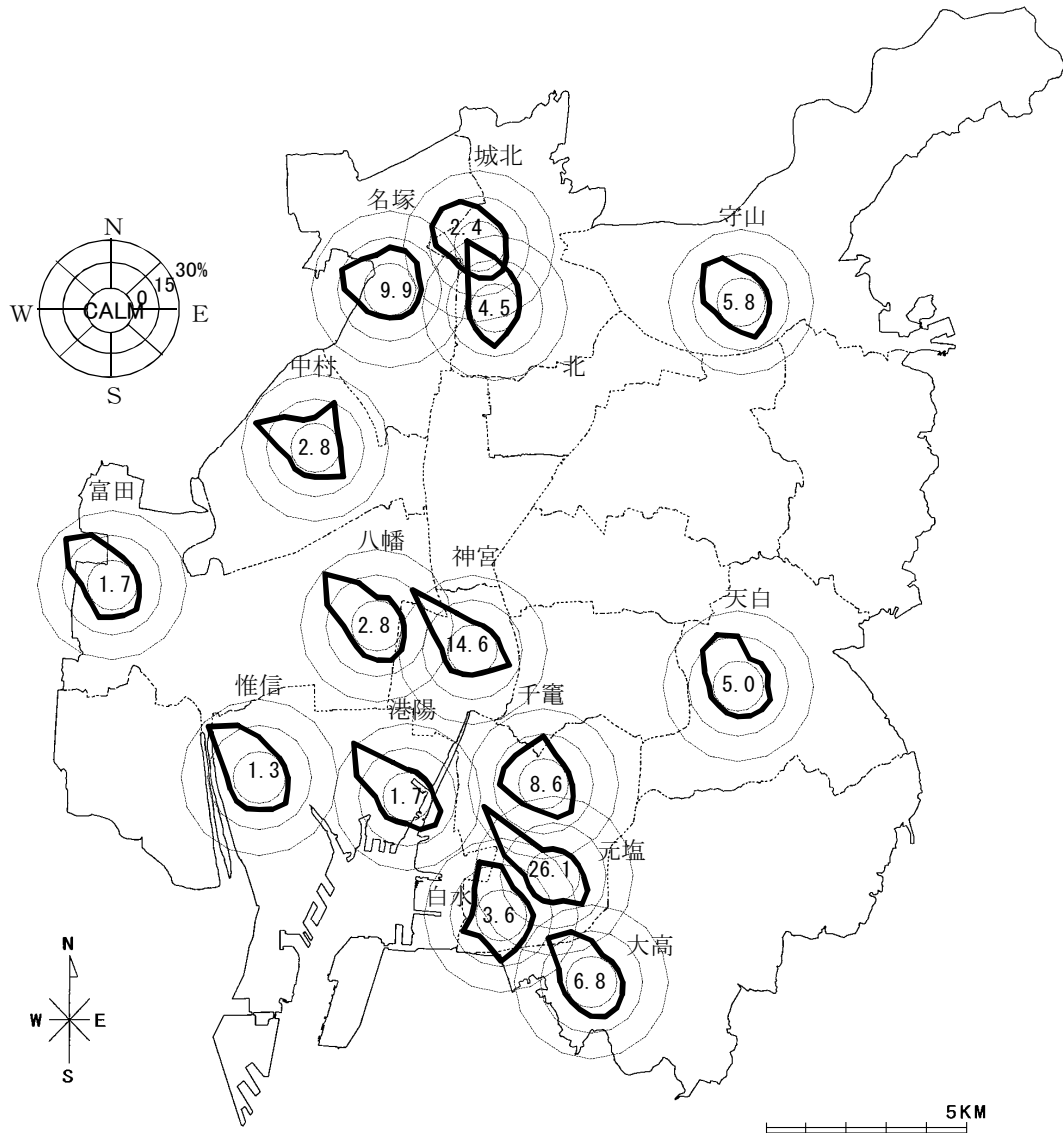 城北
名塚
守山
2.4
N
30%
15
0
9.9
5.8
W
CALM
E
4.5
S
中村
北
2.8
富田
八幡
神宮
1.7
天白
2.8
14.6
5.0
惟信
港陽
千竃
1.3
8.6
1.7
元塩
26.1
白水
3.6
大高
N
6.8
W
E
S
5KM